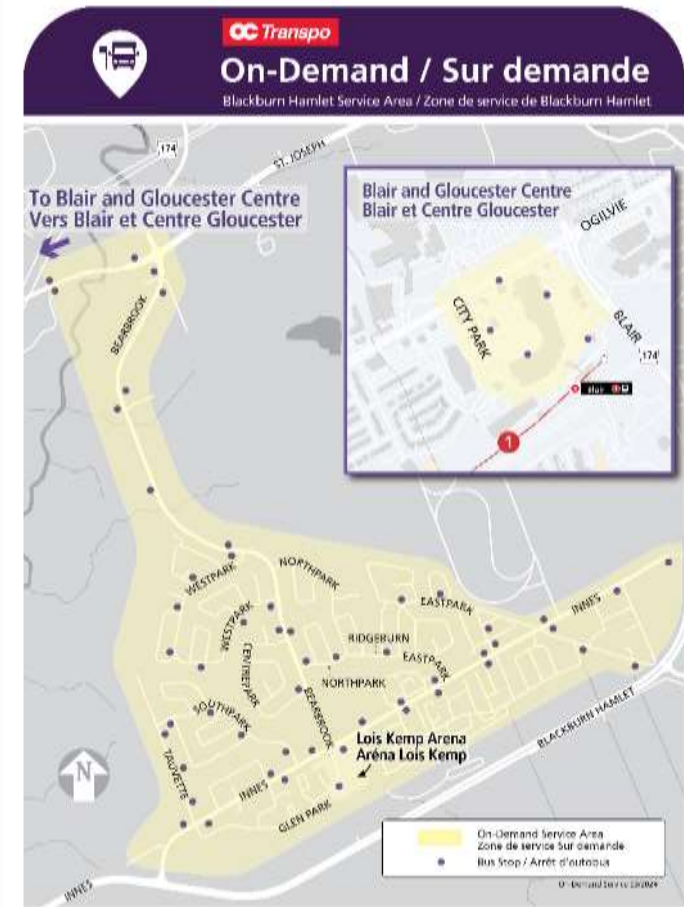 OC Transpo
On-Demand / Sur demande
Blackburn Hamlet Service Area / Zone de service de Blackburn Hamlet
174
ST. JOSEPH
To Blair and Gloucester Centre
Vers Blair et Centre Gloucester
Blair and Gloucester Centre
Blair et Centre Gloucester
OGILVIE
CITY PARK
BLAIR
174
Blair
1
BEARBROOK
NORTHPARK
WESTPARK
EASTPARK
INNES
WESTPARK
RIDGEBURN
CENTREPARK
EASTPARK
NORTHPARK
BEARBROOK
SOUTHPARK
BLACKBURN HAMLET
Lois Kemp Arena
Aréna Lois Kemp
TAUVETTE
N
INNES
GLEN PARK
INNES
On-Demand Service Area
Zone de service Sur demande
Bus Stop / Arrêt d'autobus